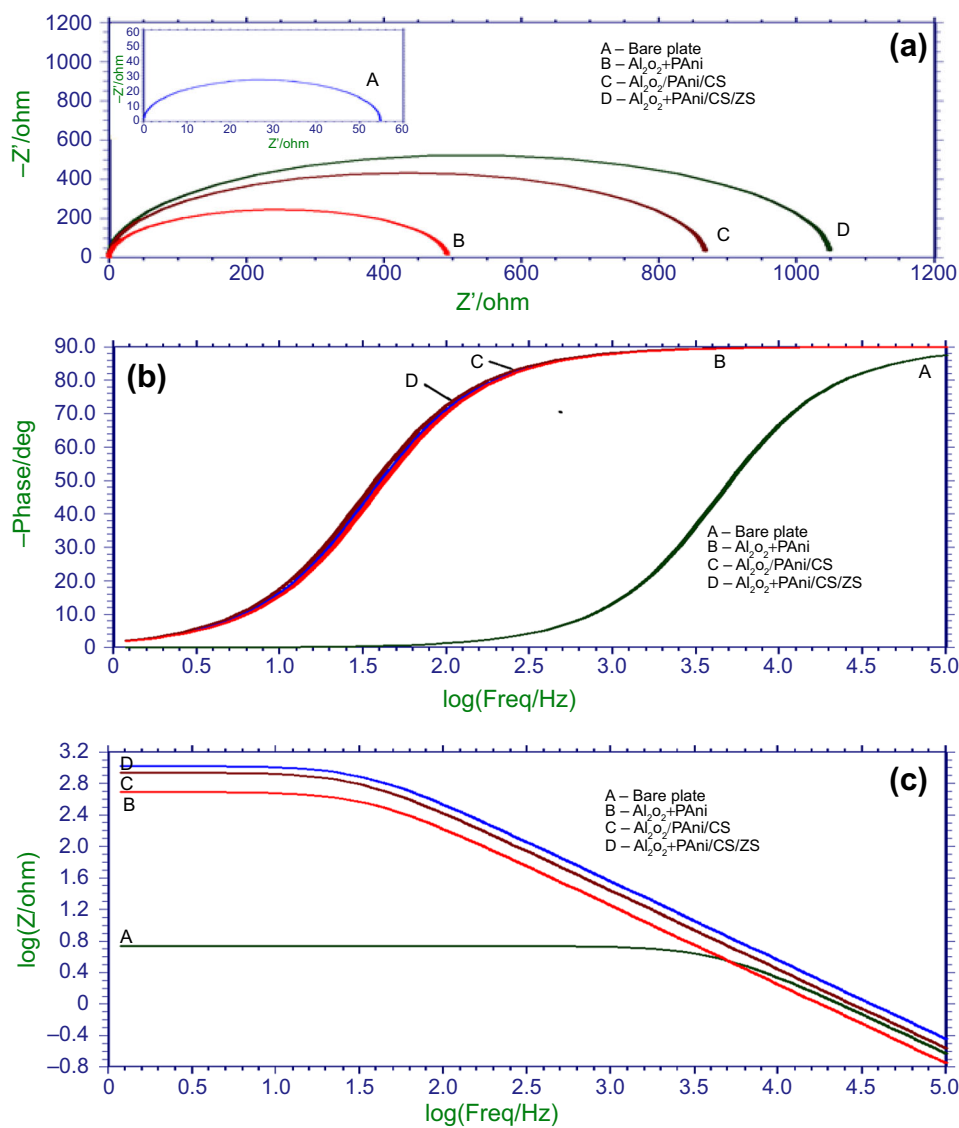 (a)
A – Bare plate
B – Al₂o₂+PAni
C – Al₂o₂/PAni/CS
D – Al₂o₂+PAni/CS/ZS
–Z'/ohm
1200
1000
800
600
400
200
0
0 200 400 600 800 1000 1200
Z'/ohm
B
C
D
–Z'/ohm
60
50
40
30
20
10
0
A
0 10 20 30 40 50 60
Z'/ohm
(b)
–Phase/deg
90.0
80.0
70.0
60.0
50.0
40.0
30.0
20.0
10.0
0
D
C
B
A
A – Bare plate
B – Al₂o₂+PAni
C – Al₂o₂/PAni/CS
D – Al₂o₂+PAni/CS/ZS
0 0.5 1.0 1.5 2.0 2.5 3.0 3.5 4.0 4.5 5.0
log(Freq/Hz)
(c)
log(Z/ohm)
3.2
2.8
2.4
2.0
1.6
1.2
0.8
0.4
0
–0.4
–0.8
D
C
B
A
A – Bare plate
B – Al₂o₂+PAni
C – Al₂o₂/PAni/CS
D – Al₂o₂+PAni/CS/ZS
0 0.5 1.0 1.5 2.0 2.5 3.0 3.5 4.0 4.5 5.0
log(Freq/Hz)